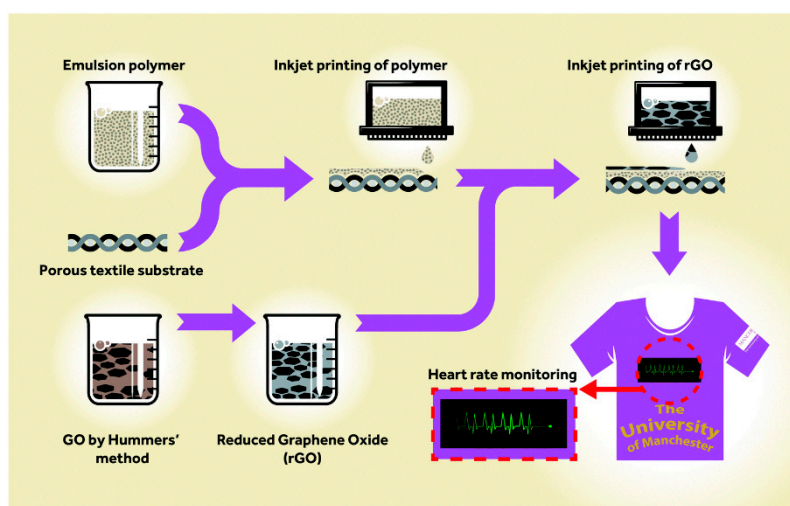 Emulsion polymer
Inkjet printing of polymer
Inkjet printing of rGO
Porous textile substrate
GO by Hummers'
method
Reduced Graphene Oxide
(rGO)
Heart rate monitoring
The
University
of Manchester